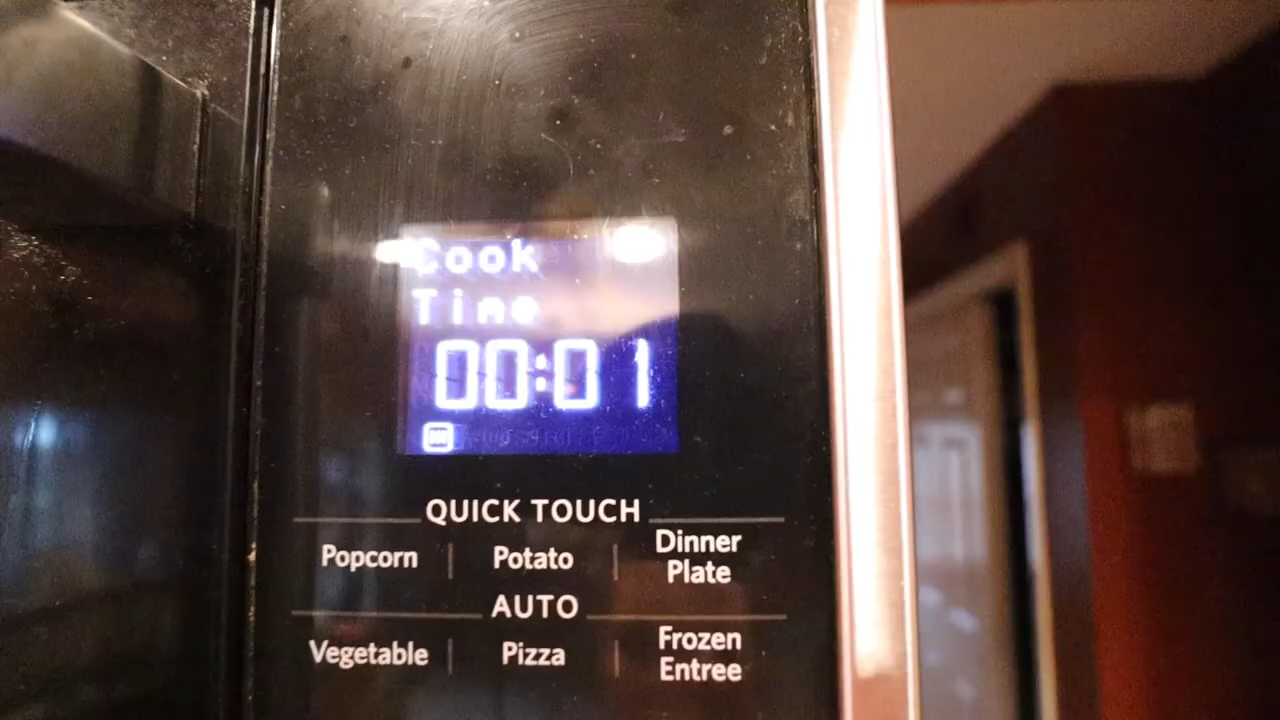 Cook
Time
00:01
QUICK TOUCH
Popcorn Potato Dinner Plate
AUTO
Vegetable Pizza Frozen Entree